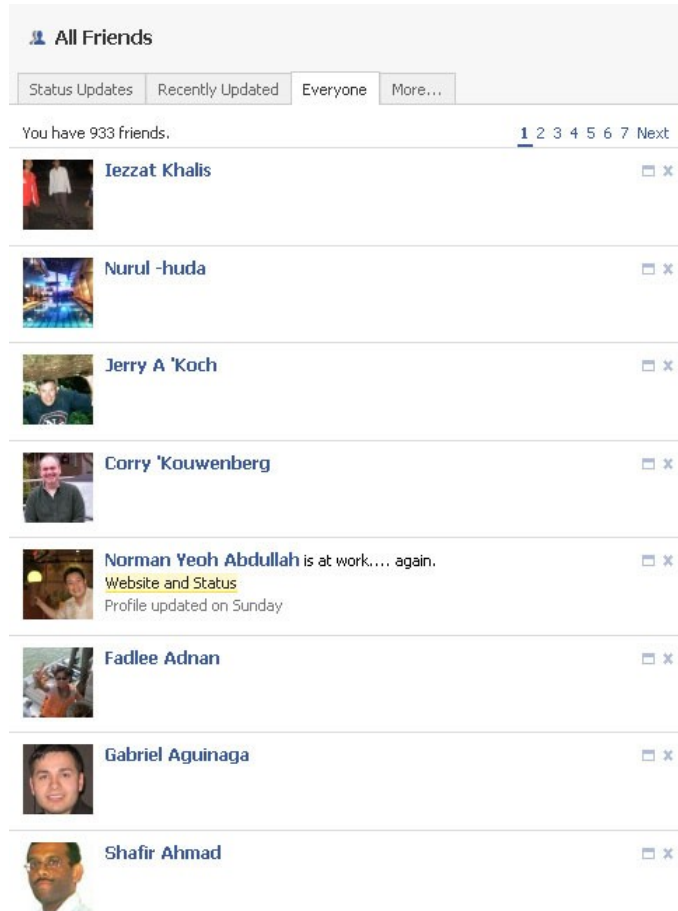 All Friends
Status Updates Recently Updated Everyone More...
You have 933 friends. 1 2 3 4 5 6 7 Next
Iezzat Khalis
Nurul -huda
Jerry A 'Koch
Corry 'Kouwenberg
Norman Yeoh Abdullah is at work.... again.
Website and Status
Profile updated on Sunday
Fadlee Adnan
Gabriel Aguinaga
Shafir Ahmad